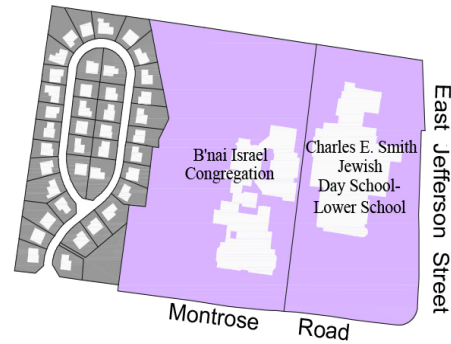 B'nai Israel
Congregation
Charles E. Smith
Jewish
Day School-
Lower School
East Jefferson Street
Montrose Road